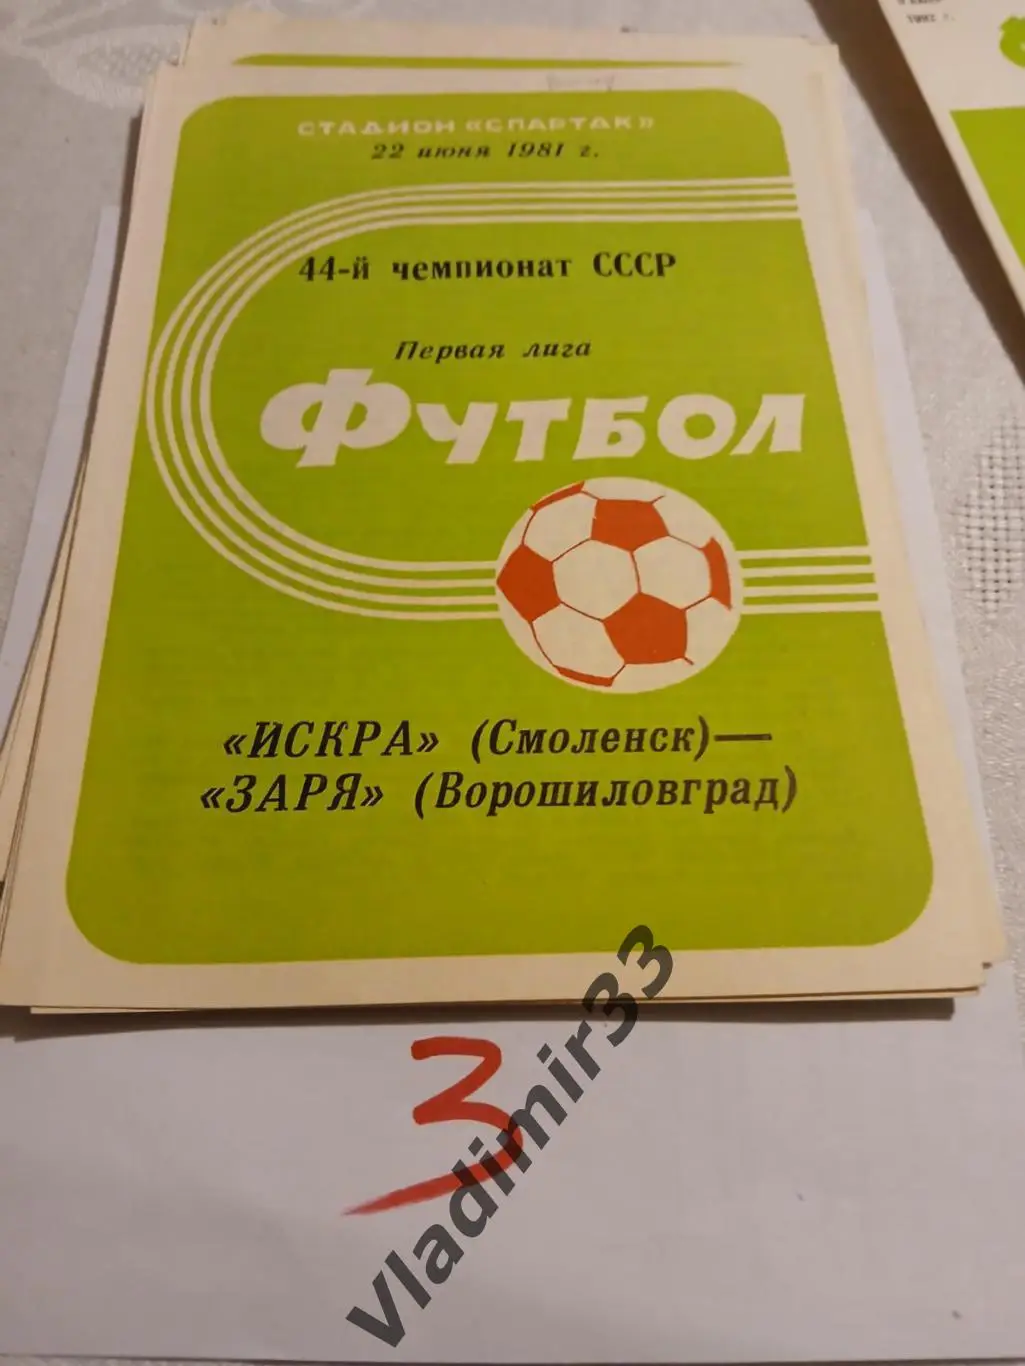 СТАДИОН «СПАРТАК»
22 июня 1981 г.
44-й чемпионат СССР
Первая лига
ФУТБОЛ
«ИСКРА» (Смоленск)—
«ЗАРЯ» (Ворошиловград)
3
Vladimir33